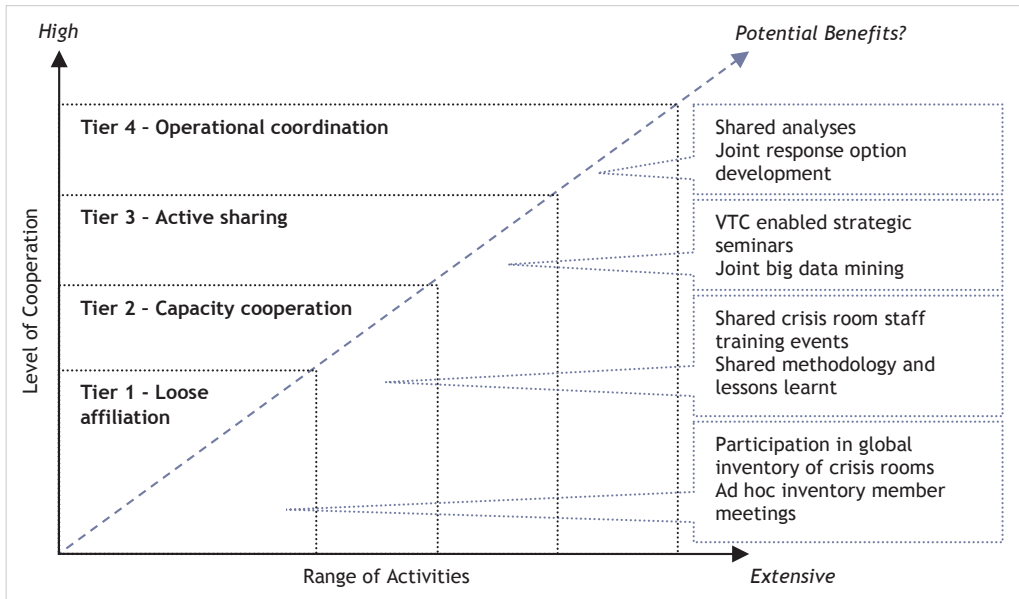 High
Potential Benefits?
Tier 4 – Operational coordination
Shared analyses
Joint response option
development
Tier 3 – Active sharing
VTC enabled strategic
seminars
Joint big data mining
Tier 2 – Capacity cooperation
Shared crisis room staff
training events
Shared methodology and
lessons learnt
Tier 1 - Loose
affiliation
Participation in global
inventory of crisis rooms
Ad hoc inventory member
meetings
Level of Cooperation
Range of Activities
Extensive